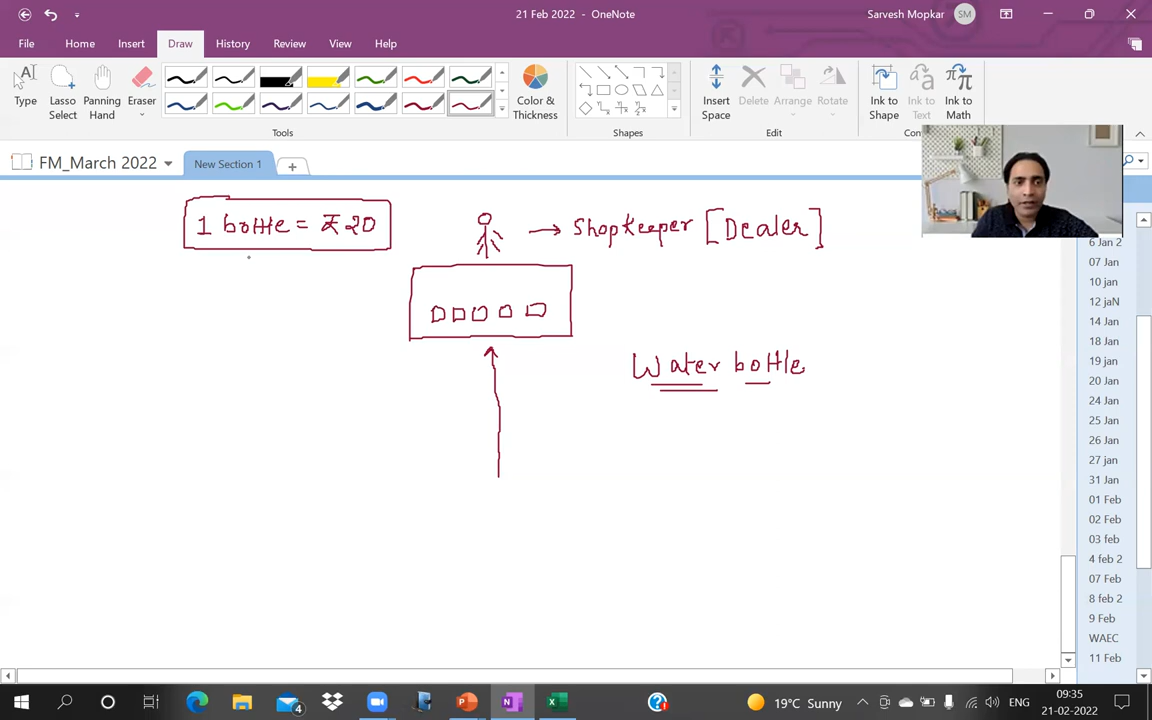 21 Feb 2022 - OneNote
Sarvesh Mopkar SM
File Home Insert Draw History Review View Help
Type
Lasso Select
Panning Hand
Eraser
Color & Thickness
Insert Space
Delete
Arrange
Rotate
Ink to Shape
Ink to Text
Ink to Math
Tools Shapes Edit
FM_March 2022 New Section 1
1 bottle = ₹ 20
Shopkeeper [Dealer]
Water bottle
6 Jan 2
07 Jan
10 jan
12 jaN
14 Jan
18 Jan
19 jan
20 Jan
24 Jan
25 Jan
26 Jan
27 jan
31 Jan
01 Feb
02 Feb
03 feb
4 feb 2
07 Feb
8 feb 2
9 Feb
WAEC
11 Feb
4
19°C Sunny
ENG
09:35
21-02-2022